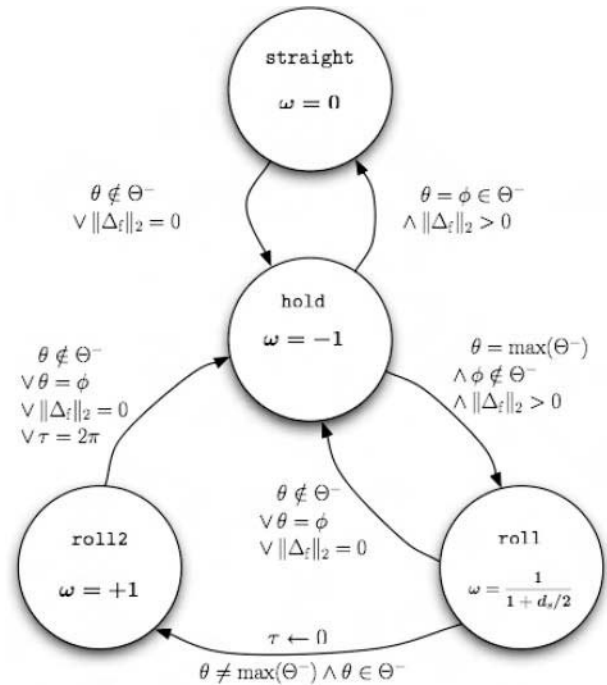 straight
ω = 0
θ ∉ Θ⁻
∨ ‖Δ_f‖₂ = 0
θ = φ ∈ Θ⁻
∧ ‖Δ_f‖₂ > 0
hold
ω = −1
θ ∉ Θ⁻
∨ θ = φ
∨ ‖Δ_f‖₂ = 0
∨ τ = 2π
θ = max(Θ⁻)
∧ φ ∉ Θ⁻
∧ ‖Δ_f‖₂ > 0
θ ∉ Θ⁻
∨ θ = φ
∨ ‖Δ_f‖₂ = 0
roll2
ω = +1
roll
ω = 1 / (1 + d_s/2)
τ ← 0
θ ≠ max(Θ⁻) ∧ θ ∈ Θ⁻